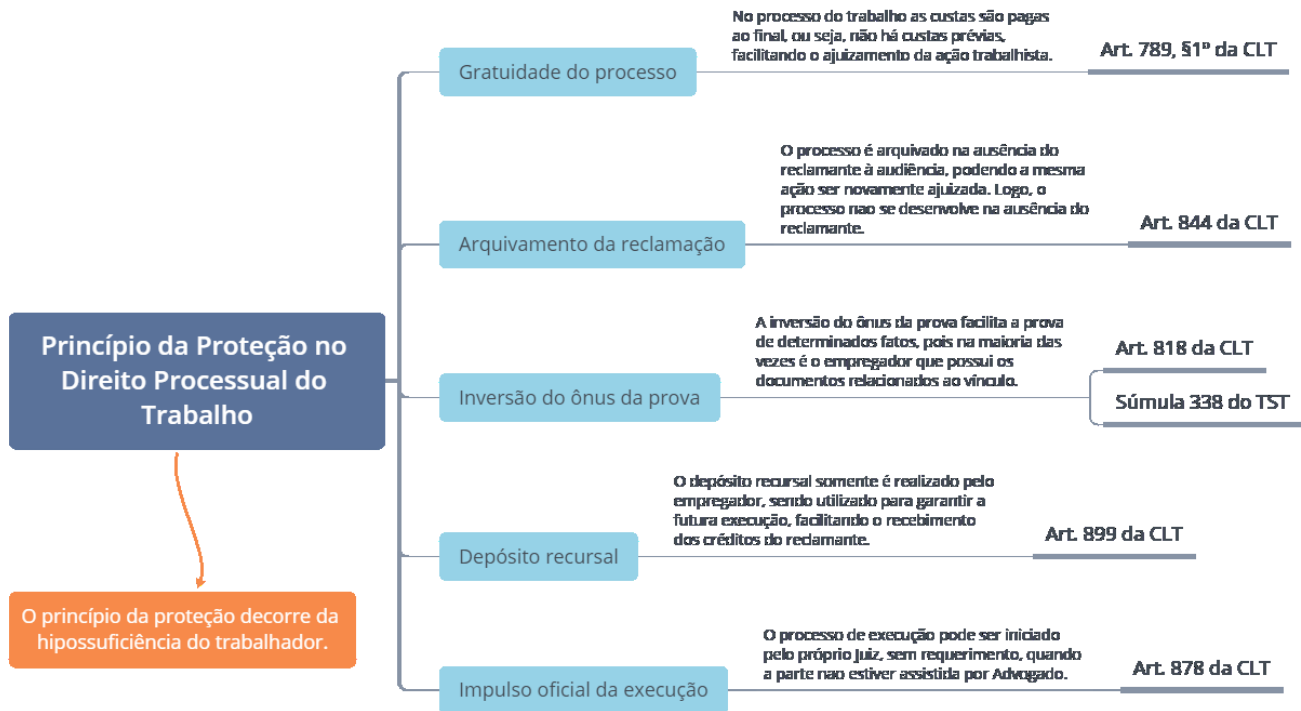 Princípio da Proteção no
Direito Processual do
Trabalho
O princípio da proteção decorre da
hipossuficiência do trabalhador.
Gratuidade do processo
No processo do trabalho as custas são pagas
ao final, ou seja, não há custas prévias,
facilitando o ajuizamento da ação trabalhista.
Art. 789, §1º da CLT
Arquivamento da reclamação
O processo é arquivado na ausência do
reclamante à audiência, podendo a mesma
ação ser novamente ajuizada. Logo, o
processo nao se desenvolve na ausência do
reclamante.
Art. 844 da CLT
Inversão do ônus da prova
A inversão do ônus da prova facilita a prova
de determinados fatos, pois na maioria das
vezes é o empregador que possui os
documentos relacionados ao vínculo.
Art. 818 da CLT
Súmula 338 do TST
Depósito recursal
O depósito recursal somente é realizado pelo
empregador, sendo utilizado para garantir a
futura execução, facilitando o recebimento
dos créditos do reclamante.
Art. 899 da CLT
Impulso oficial da execução
O processo de execução pode ser iniciado
pelo próprio Juiz, sem requerimento, quando
a parte nao estiver assistida por Advogado.
Art. 878 da CLT